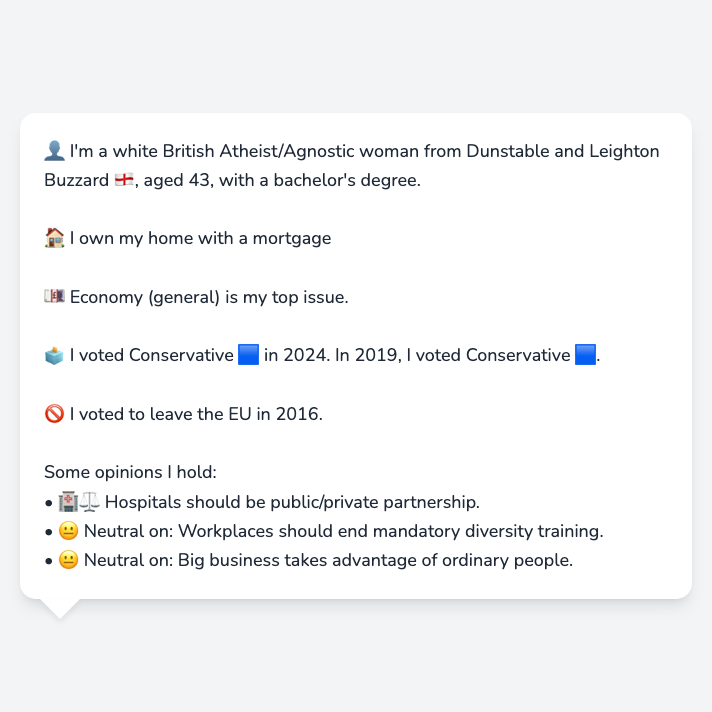 👤 I'm a white British Atheist/Agnostic woman from Dunstable and Leighton
Buzzard 🏴󠁧󠁢󠁥󠁮󠁧󠁿, aged 43, with a bachelor's degree.
🏠 I own my home with a mortgage
💷 Economy (general) is my top issue.
🗳️ I voted Conservative 🟦 in 2024. In 2019, I voted Conservative 🟦.
🚫 I voted to leave the EU in 2016.
Some opinions I hold:
• 🏥⚖️ Hospitals should be public/private partnership.
• 😐 Neutral on: Workplaces should end mandatory diversity training.
• 😐 Neutral on: Big business takes advantage of ordinary people.